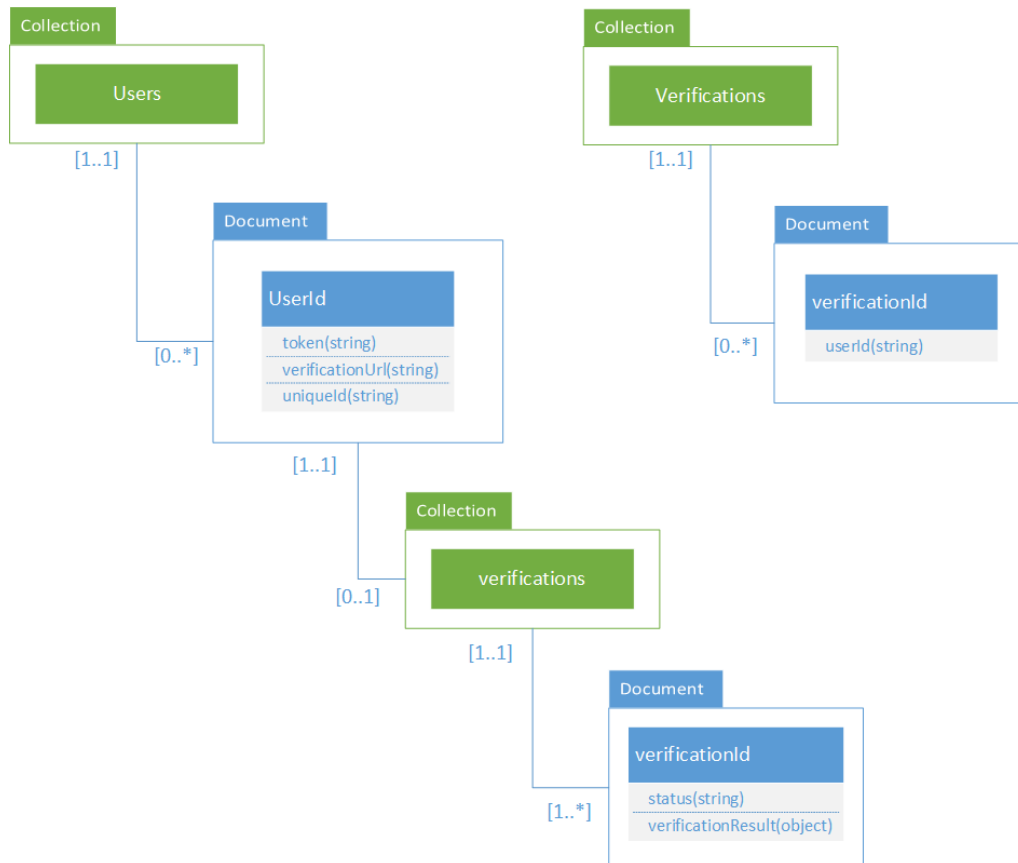 Collection
Users
[1..1]
Document
UserId
token(string)
verificationUrl(string)
uniqueId(string)
[0..*]
[1..1]
Collection
verifications
[0..1]
[1..1]
Document
verificationId
status(string)
verificationResult(object)
[1..*]
Collection
Verifications
[1..1]
Document
verificationId
userId(string)
[0..*]